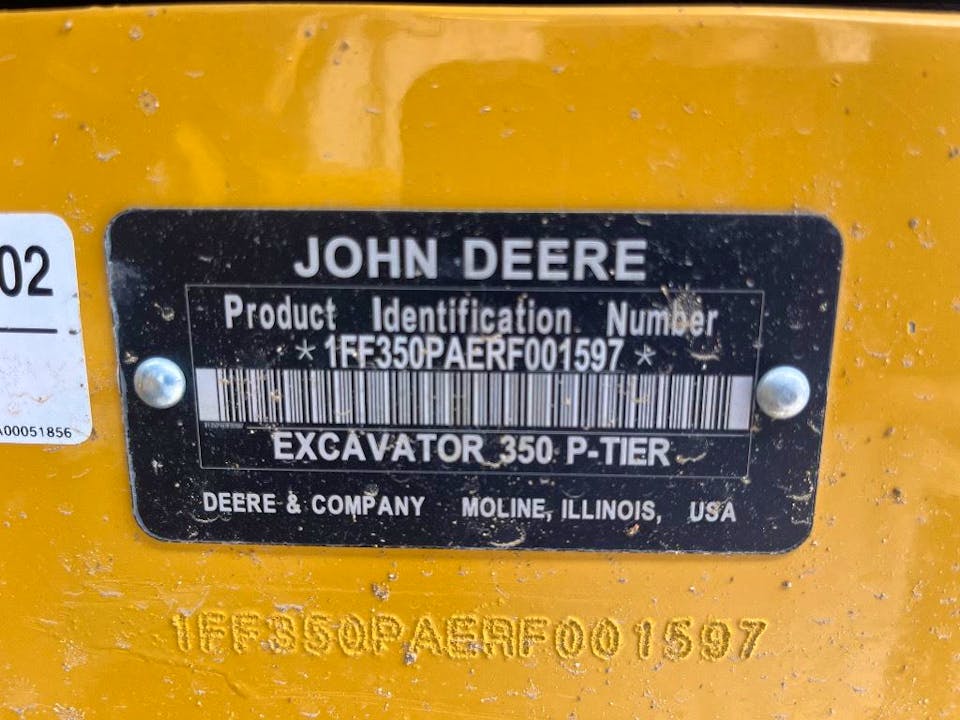 02
A00051856
JOHN DEERE
Product Identification Number
*1FF350PAERF001597*
EXCAVATOR 350 P-TIER
DEERE & COMPANY MOLINE, ILLINOIS, USA
1FF350PAERF001597